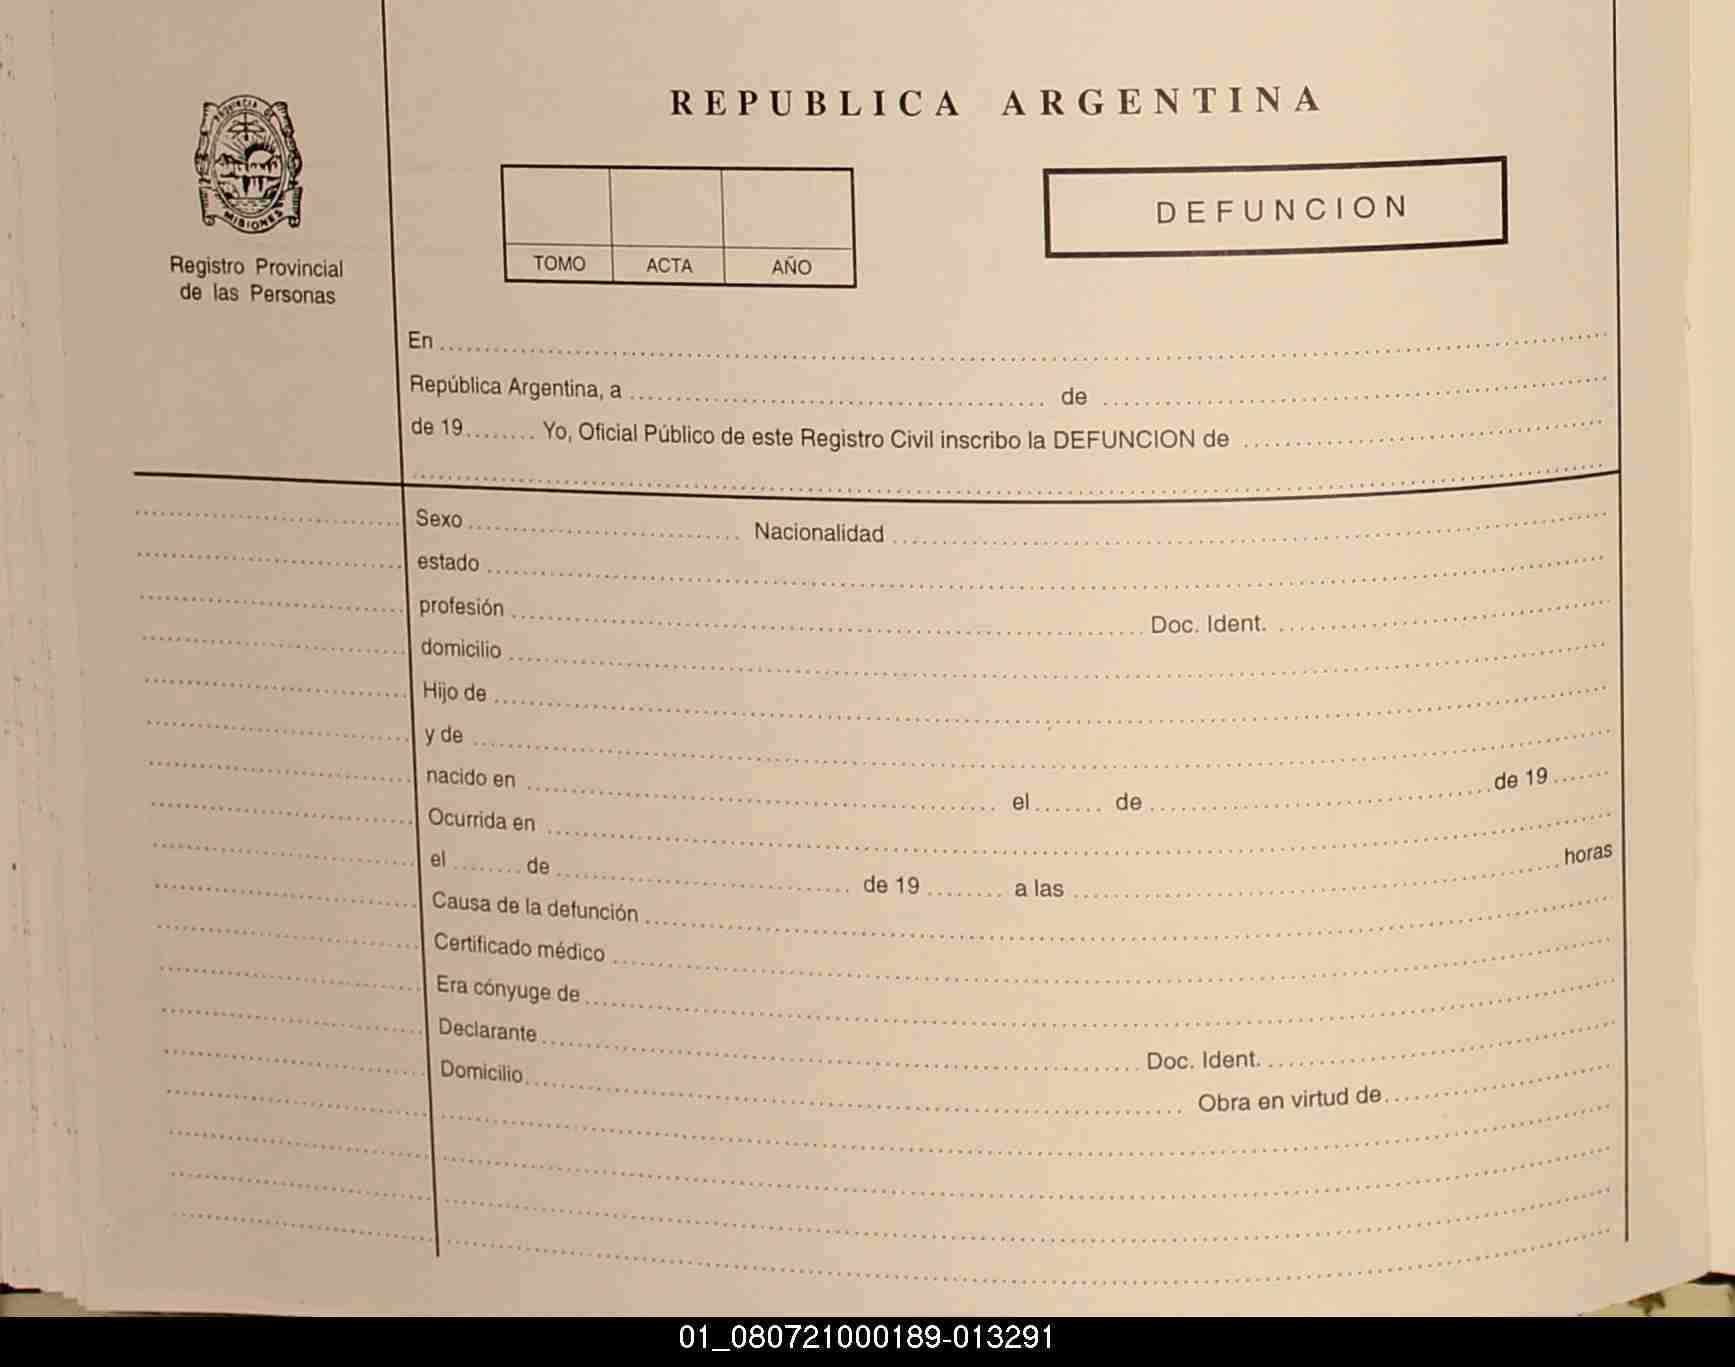 REPUBLICA ARGENTINA
PROVINCIA DE
MISIONES
Registro Provincial
de las Personas
DEFUNCION
TOMO ACTA AÑO
En
República Argentina, a de
de 19 Yo, Oficial Público de este Registro Civil inscribo la DEFUNCION de
Sexo Nacionalidad
estado
profesión Doc. Ident.
domicilio
Hijo de
y de
nacido en el de de 19
Ocurrida en
el de de 19 a las horas
Causa de la defunción
Certificado médico
Era cónyuge de
Declarante Doc. Ident.
Domicilio Obra en virtud de
01_080721000189-013291